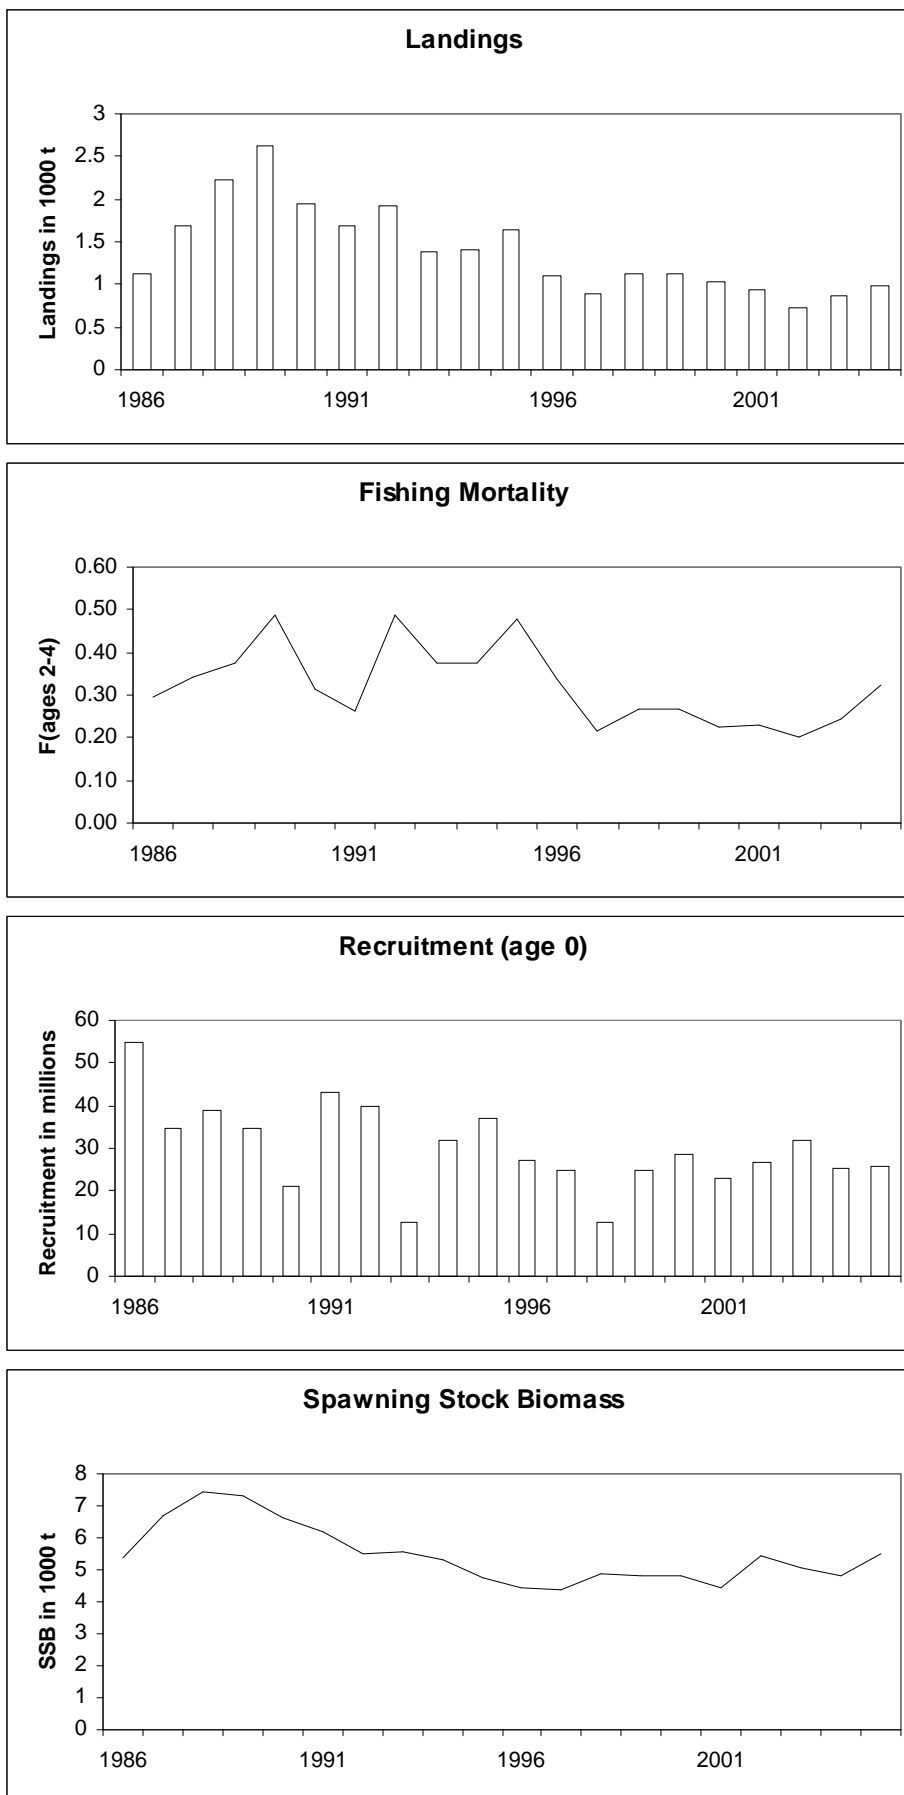 Landings
Landings in 1000 t
3
2.5
2
1.5
1
0.5
0
1986 1991 1996 2001
Fishing Mortality
F(ages 2-4)
0.60
0.50
0.40
0.30
0.20
0.10
0.00
1986 1991 1996 2001
Recruitment (age 0)
Recruitment in millions
60
50
40
30
20
10
0
1986 1991 1996 2001
Spawning Stock Biomass
SSB in 1000 t
8
7
6
5
4
3
2
1
0
1986 1991 1996 2001